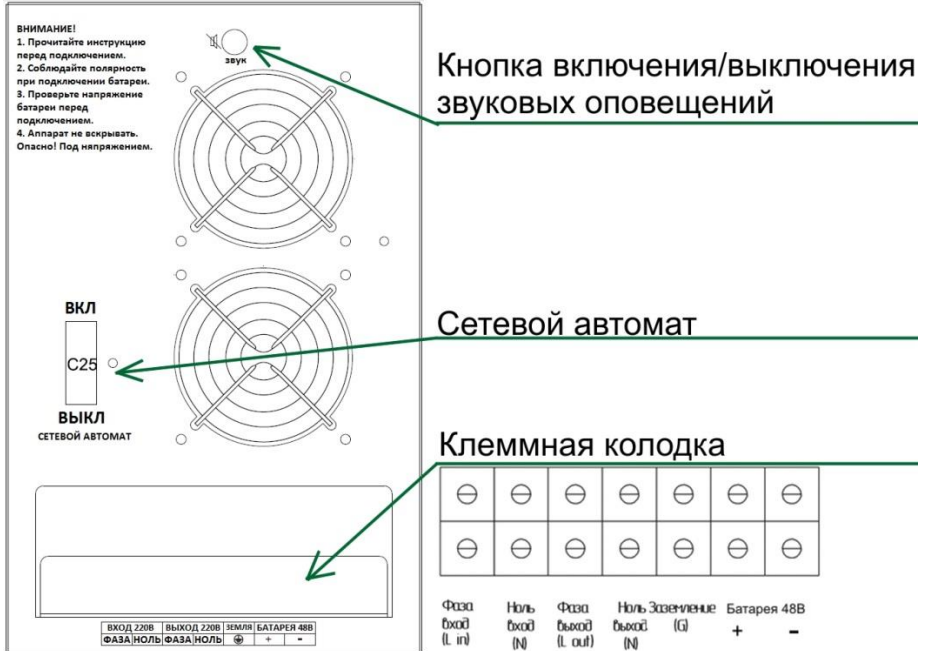 ВНИМАНИЕ!
1. Прочитайте инструкцию
перед подключением.
2. Соблюдайте полярность
при подключении батареи.
3. Проверьте напряжение
батареи перед
подключением.
4. Аппарат не вскрывать.
Опасно! Под няпряжением.
звук
Кнопка включения/выключения
звуковых оповещений
ВКЛ
C25
ВЫКЛ
СЕТЕВОЙ АВТОМАТ
Сетевой автомат
Клеммная колодка
ВХОД 220В ВЫХОД 220В ЗЕМЛЯ БАТАРЕЯ 48В
ФАЗА НОЛЬ ФАЗА НОЛЬ + -
Фаза вход (L in)
Ноль вход (N)
Фаза выход (L out)
Ноль выход (N)
Заземление (G)
Батарея 48В
+ -